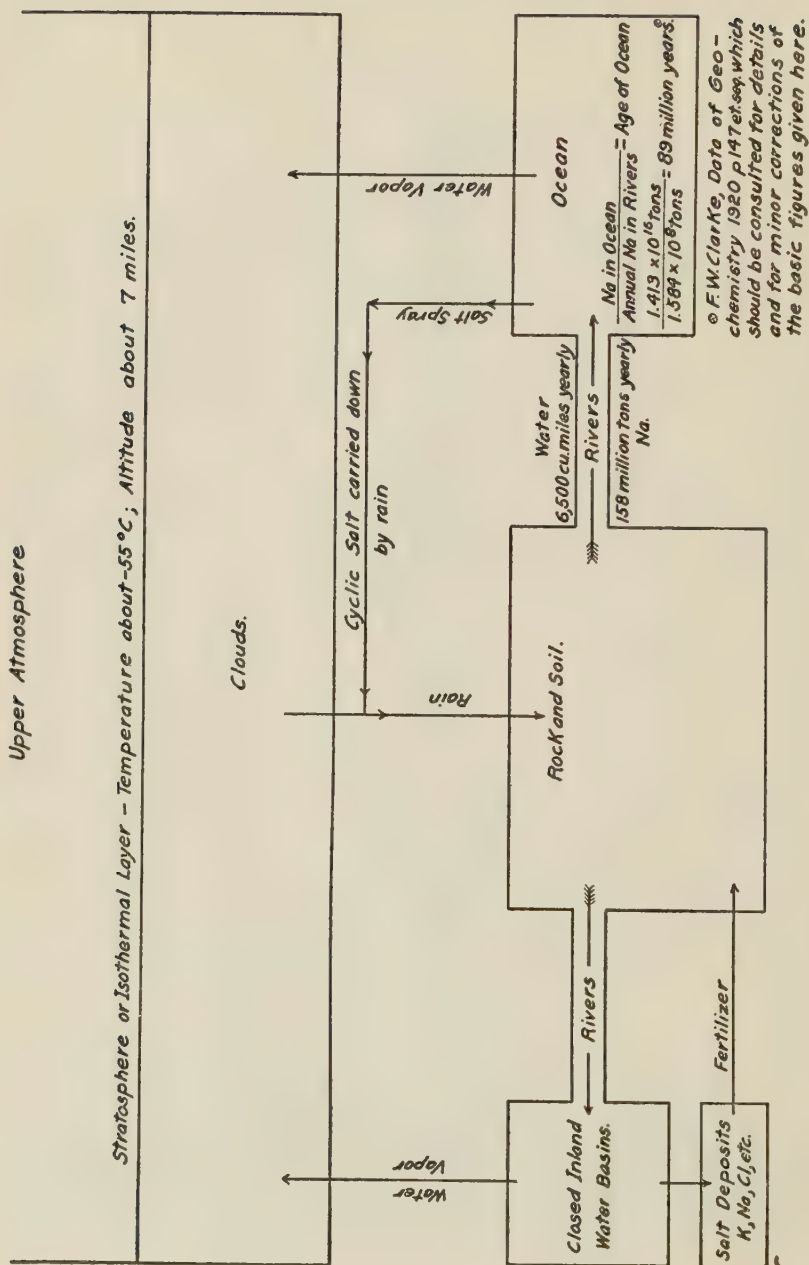 Upper Atmosphere
Stratosphere or Isothermal Layer – Temperature about -55°C; Altitude about 7 miles.
Clouds.
Cyclic Salt carried down
by rain
Water
Vapor
Rain
Salt Spray
Water Vapor
Closed Inland
Water Basins.
Rivers
Rock and Soil.
Water
6,500 cu. miles yearly
Rivers
158 million tons yearly
Na.
Ocean
Na in Ocean
Annual Na in Rivers
= Age of Ocean
1.413 × 10¹⁶ tons
1.584 × 10⁸ tons
= 89 million years.⊙
Salt Deposits
K, Na, Cl, etc.
Fertilizer
⊙ F.W. Clarke, Data of Geo-
chemistry 1920 p147 et.seq. which
should be consulted for details
and for minor corrections of
the basic figures given here.